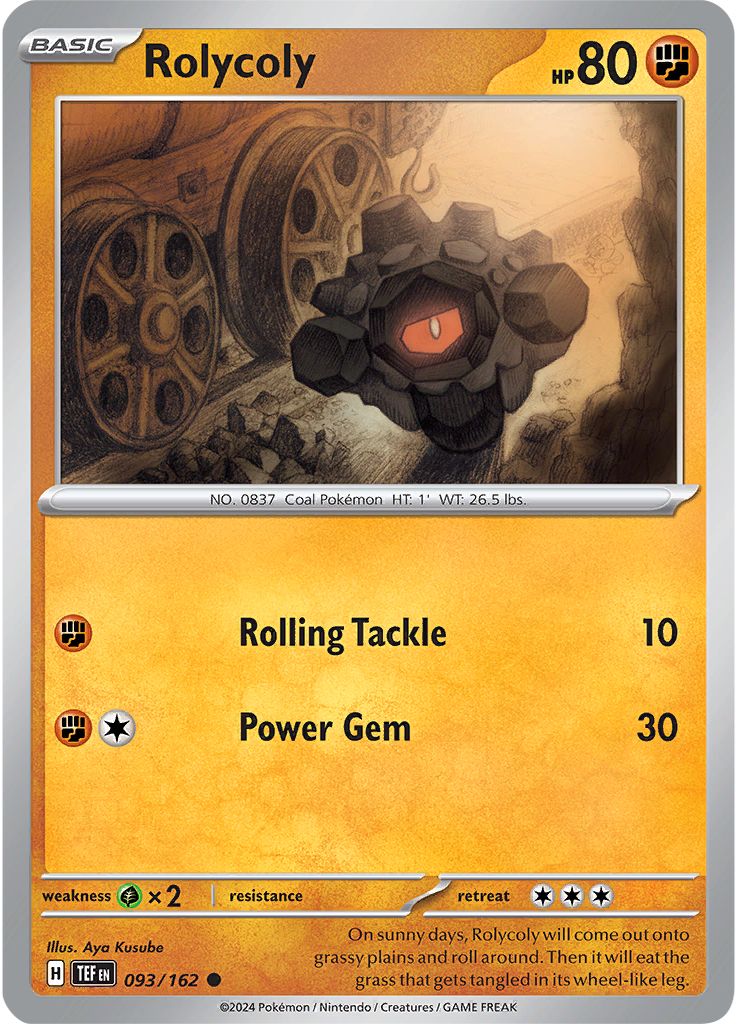 BASIC
Rolycoly
HP 80
NO. 0837 Coal Pokémon HT: 1' WT: 26.5 lbs.
Rolling Tackle 10
Power Gem 30
weakness ×2 resistance retreat
Illus. Aya Kusube
On sunny days, Rolycoly will come out onto
grassy plains and roll around. Then it will eat the
grass that gets tangled in its wheel-like leg.
H TEF EN 093/162
©2024 Pokémon / Nintendo / Creatures / GAME FREAK